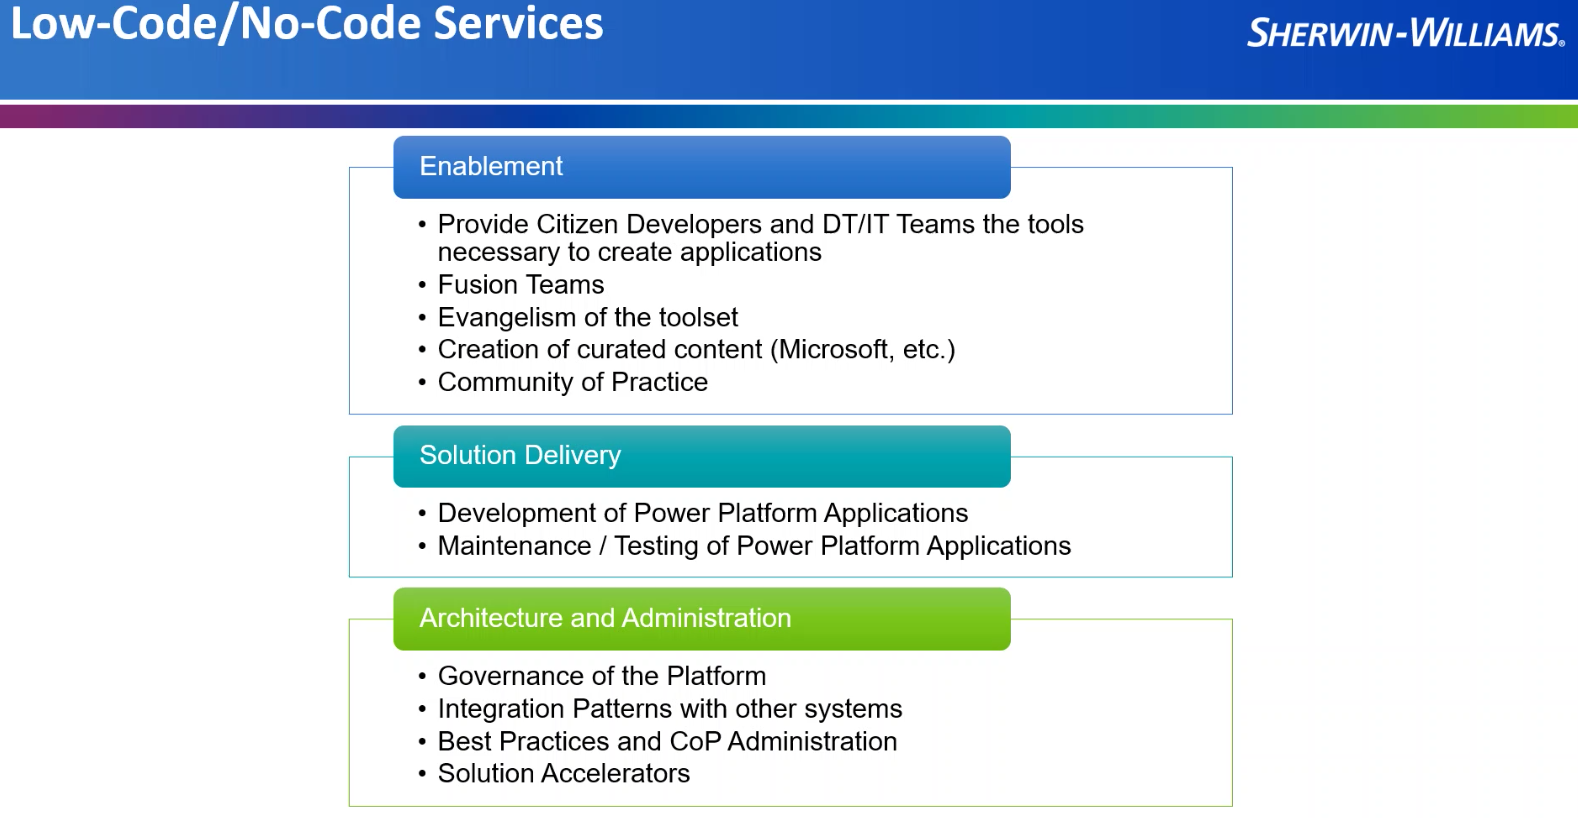 Low-Code/No-Code Services
SHERWIN-WILLIAMS®
Enablement
• Provide Citizen Developers and DT/IT Teams the tools
necessary to create applications
• Fusion Teams
• Evangelism of the toolset
• Creation of curated content (Microsoft, etc.)
• Community of Practice
Solution Delivery
• Development of Power Platform Applications
• Maintenance / Testing of Power Platform Applications
Architecture and Administration
• Governance of the Platform
• Integration Patterns with other systems
• Best Practices and CoP Administration
• Solution Accelerators